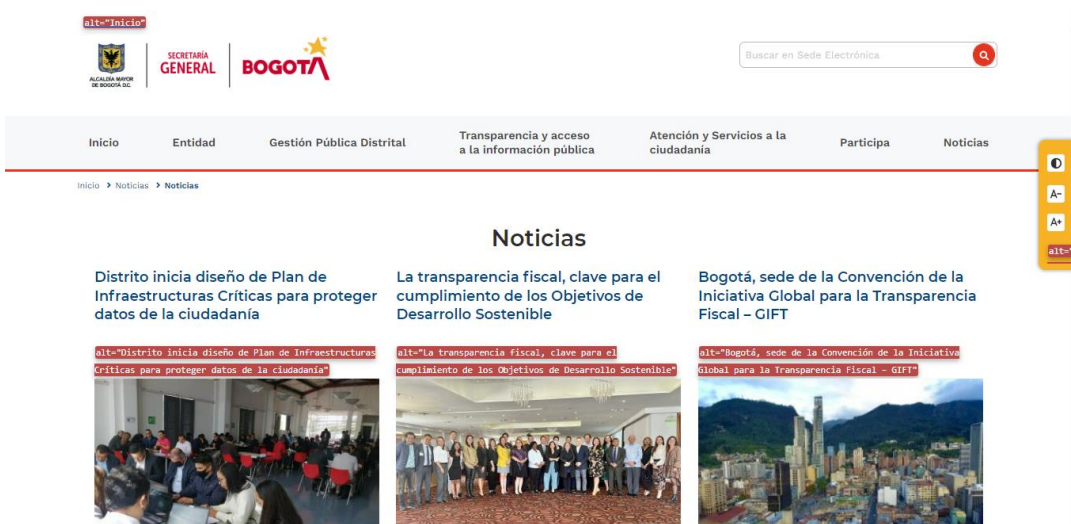 alt="Inicio"
ALCALDÍA MAYOR
DE BOGOTÁ D.C.
SECRETARÍA
GENERAL
BOGOTÁ
Buscar en Sede Electrónica
Inicio
Entidad
Gestión Pública Distrital
Transparencia y acceso
a la información pública
Atención y Servicios a la
ciudadanía
Participa
Noticias
A-
A+
alt="
Inicio > Noticias > Noticias
Noticias
Distrito inicia diseño de Plan de
Infraestructuras Críticas para proteger
datos de la ciudadanía
alt="Distrito inicia diseño de Plan de Infraestructuras
Críticas para proteger datos de la ciudadanía"
La transparencia fiscal, clave para el
cumplimiento de los Objetivos de
Desarrollo Sostenible
alt="La transparencia fiscal, clave para el
cumplimiento de los Objetivos de Desarrollo Sostenible"
Bogotá, sede de la Convención de la
Iniciativa Global para la Transparencia
Fiscal – GIFT
alt="Bogotá, sede de la Convención de la Iniciativa
Global para la Transparencia Fiscal – GIFT"